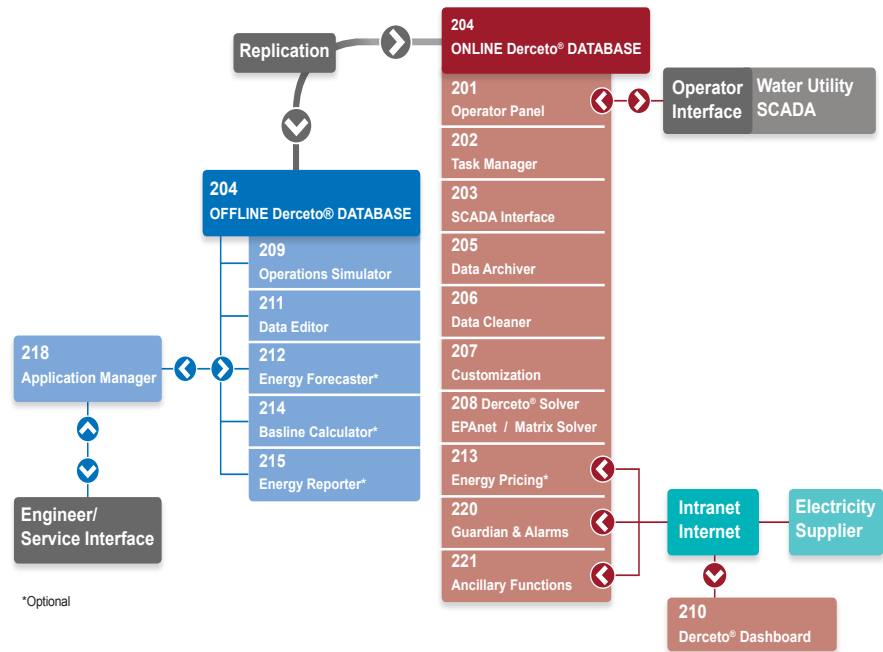 Replication
204
ONLINE Derceto® DATABASE
201
Operator Panel
Operator
Interface
Water Utility
SCADA
202
Task Manager
203
SCADA Interface
205
Data Archiver
206
Data Cleaner
207
Customization
208 Derceto® Solver
EPAnet / Matrix Solver
213
Energy Pricing*
220
Guardian & Alarms
221
Ancillary Functions
204
OFFLINE Derceto® DATABASE
209
Operations Simulator
211
Data Editor
212
Energy Forecaster*
214
Basline Calculator*
215
Energy Reporter*
218
Application Manager
Engineer/
Service Interface
Intranet
Internet
Electricity
Supplier
210
Derceto® Dashboard
*Optional